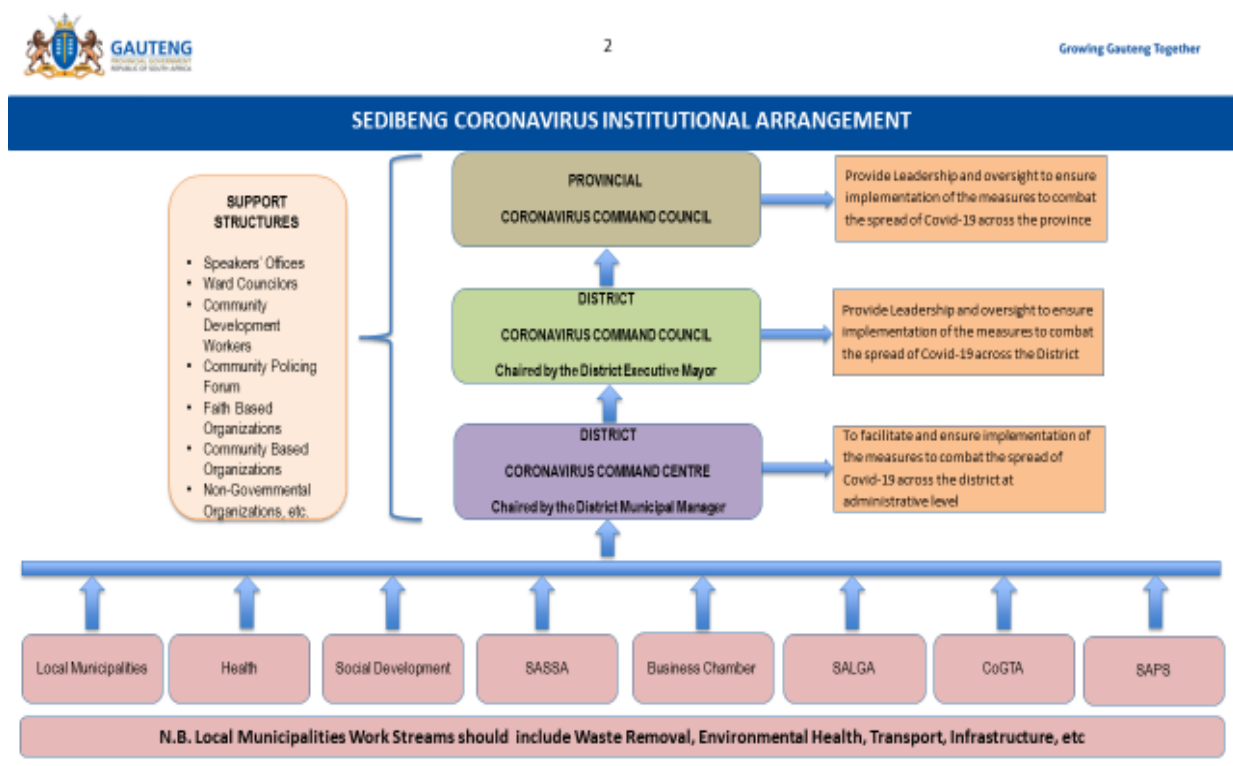 GAUTENG
PROVINCIAL GOVERNMENT
REPUBLIC OF SOUTH AFRICA
2
Growing Gauteng Together
SEDIBENG CORONAVIRUS INSTITUTIONAL ARRANGEMENT
SUPPORT
STRUCTURES
• Speakers' Offices
• Ward Councilors
• Community
Development
Workers
• Community Policing
Forum
• Faith Based
Organizations
• Community Based
Organizations
• Non-Governmental
Organizations, etc.
PROVINCIAL
CORONAVIRUS COMMAND COUNCIL
Provide Leadership and oversight to ensure
implementation of the measures to combat
the spread of Covid-19 across the province
DISTRICT
CORONAVIRUS COMMAND COUNCIL
Chaired by the District Executive Mayor
Provide Leadership and oversight to ensure
implementation of the measures to combat
the spread of Covid-19 across the District
DISTRICT
CORONAVIRUS COMMAND CENTRE
Chaired by the District Municipal Manager
To facilitate and ensure implementation of
the measures to combat the spread of
Covid-19 across the district at
administrative level
Local Municipalities
Health
Social Development
SASSA
Business Chamber
SALGA
CoGTA
SAPS
N.B. Local Municipalities Work Streams should include Waste Removal, Environmental Health, Transport, Infrastructure, etc